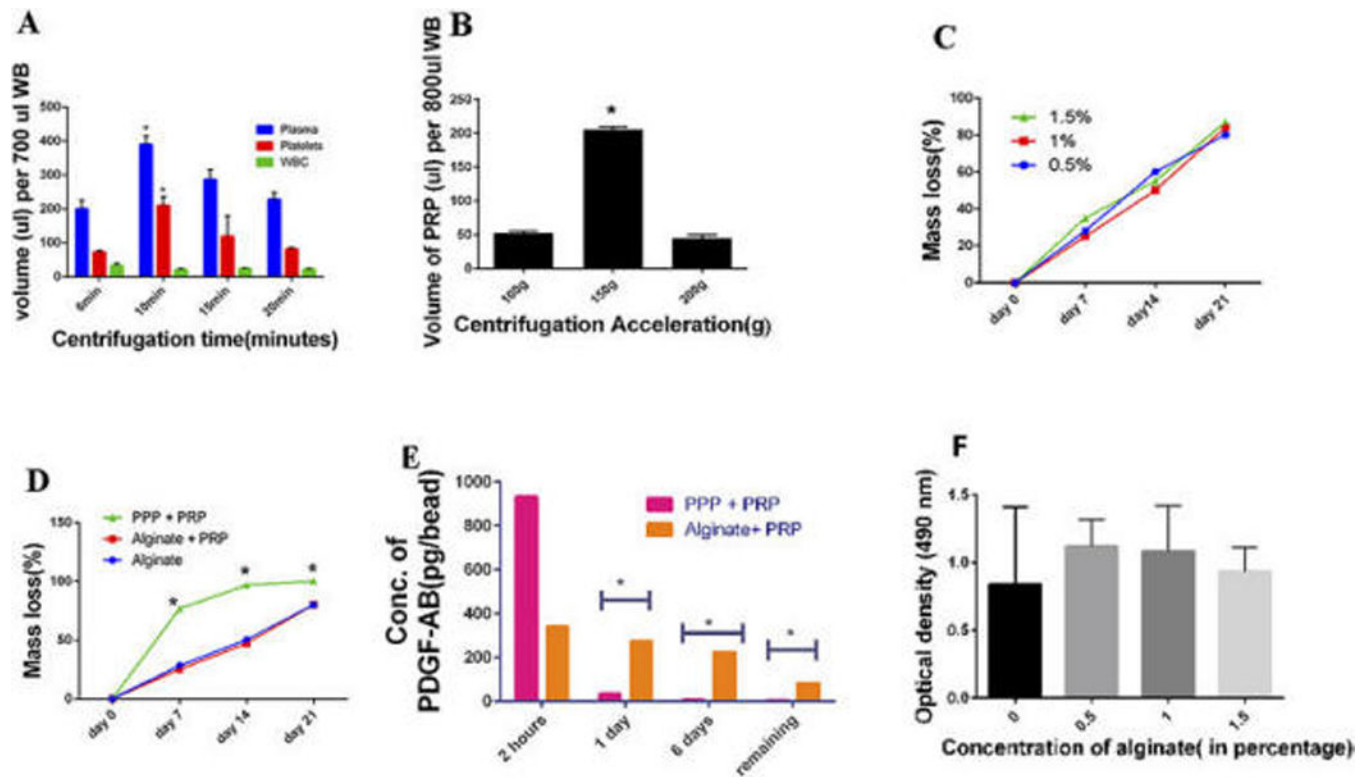 A
volume (ul) per 700 ul WB
500
400
300
200
100
0
Plasma
Platelets
WBC
*
*
10min
15min
20min
Centrifugation time(minutes)
B
Volume of PRP (ul) per 800ul WB
250
200
150
100
50
0
*
100g
150g
200g
Centrifugation Acceleration(g)
C
Mass loss(%)
100
80
60
40
20
0
1.5%
1%
0.5%
day 0
day 7
day14
day 21
D
PPP + PRP
Alginate + PRP
Alginate
Mass loss(%)
150
100
50
0
*
*
*
day 0
day 7
day 14
day 21
E
Conc. of
PDGF-AB(pg/bead)
1000
800
600
400
200
0
PPP + PRP
Alginate+ PRP
*
*
*
2 hours
1 day
6 days
remaining
F
Optical density (490 nm)
1.5
1.0
0.5
0.0
0
0.5
1
1.5
Concentration of alginate( in percentage)